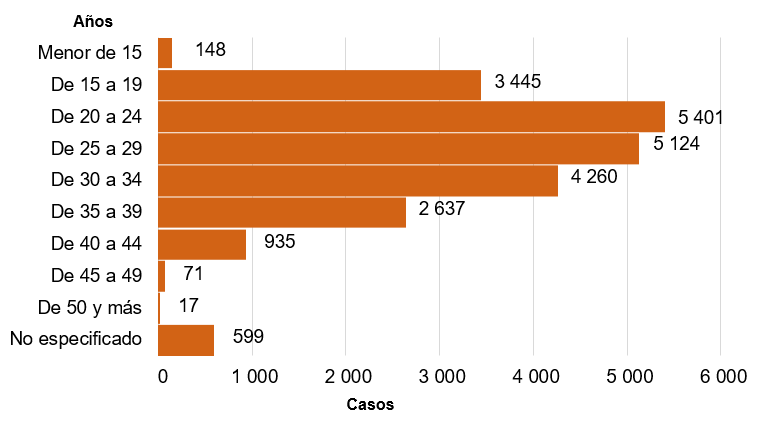 Años
Menor de 15 148
De 15 a 19 3 445
De 20 a 24 5 401
De 25 a 29 5 124
De 30 a 34 4 260
De 35 a 39 2 637
De 40 a 44 935
De 45 a 49 71
De 50 y más 17
No especificado 599
0 1 000 2 000 3 000 4 000 5 000 6 000
Casos